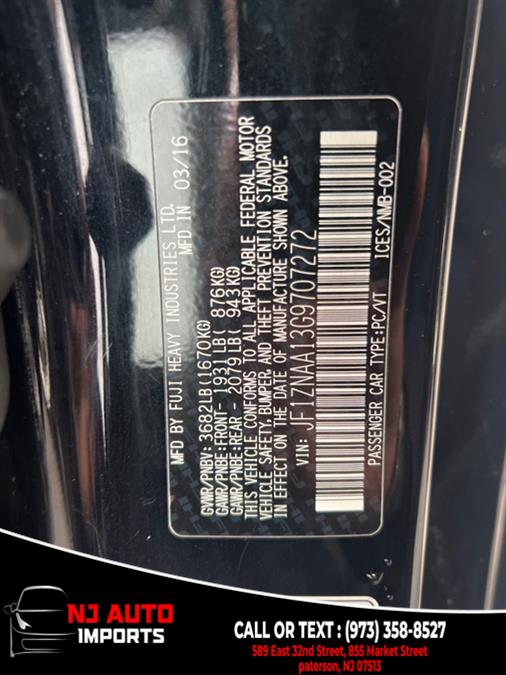 MFD BY FUJI HEAVY INDUSTRIES LTD.
MFD IN 03/16
GVWR/PNBV: 3682LB(1670KG)
GAWR/PNBE:FRONT- 1931LB( 876KG)
GAWR/PNBE:REAR - 2079LB( 943KG)
THIS VEHICLE CONFORMS TO ALL APPLICABLE FEDERAL MOTOR
VEHICLE SAFETY, BUMPER, AND THEFT PREVENTION STANDARDS
IN EFFECT ON THE DATE OF MANUFACTURE SHOWN ABOVE.
VIN: JF1ZNAA13G9707272
PASSENGER CAR TYPE:PC/VT
ICES/NMB-002
NJ AUTO
IMPORTS
CALL OR TEXT : (973) 358-8527
589 East 32nd Street, 855 Market Street
paterson, NJ 07513